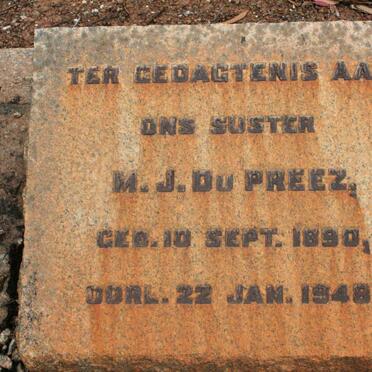 TER GEDAGTENIS AA
ONS SUSTER
M. J. DU PREEZ,
GEB. 10 SEPT. 1890,
OORL. 22 JAN. 1948